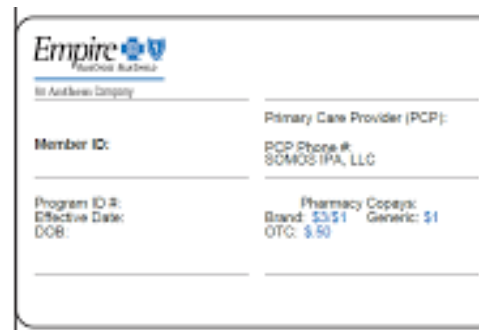 Empire
An Anthem Company
Primary Care Provider (PCP):
Member ID:
PCP Phone #:
SOMOS IPA, LLC
Program ID #:
Effective Date:
DOB:
Pharmacy Copays:
Brand: $3/$1 Generic: $1
OTC: $.50